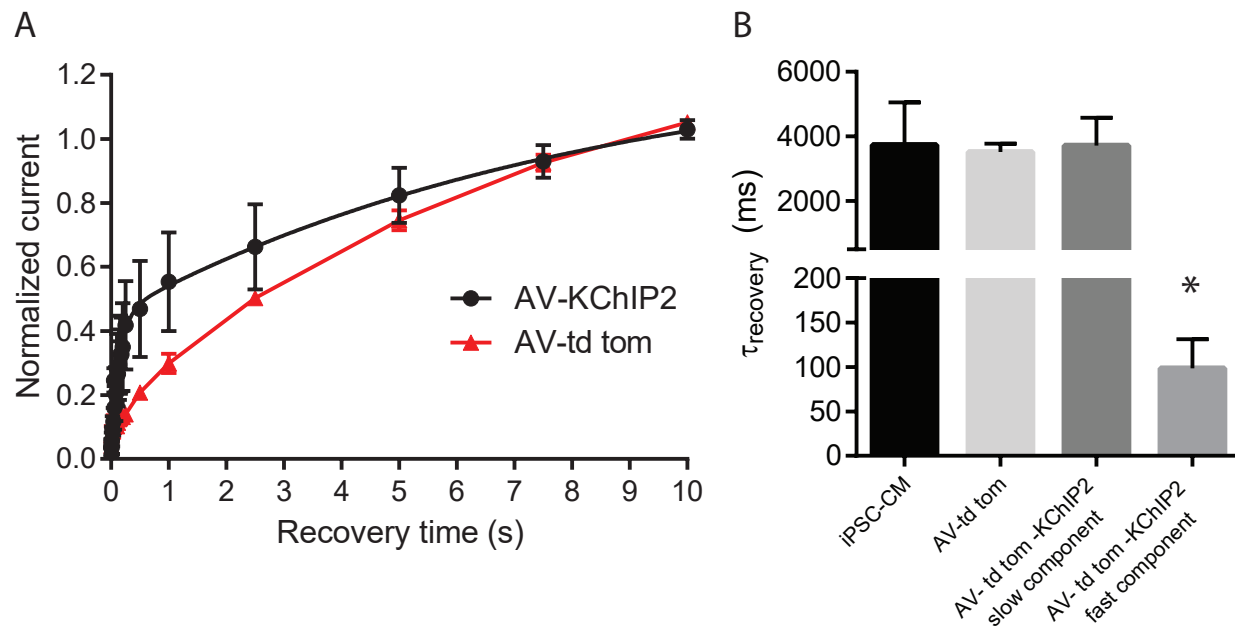 A
Normalized current
1.2
1.0
0.8
0.6
0.4
0.2
0.0
0 1 2 3 4 5 6 7 8 9 10
Recovery time (s)
AV-KChIP2
AV-td tom
B
τrecovery (ms)
6000
4000
2000
200
150
100
50
0
*
iPSC-CM
AV-td tom
AV- td tom -KChIP2
slow component
AV- td tom -KChIP2
fast component